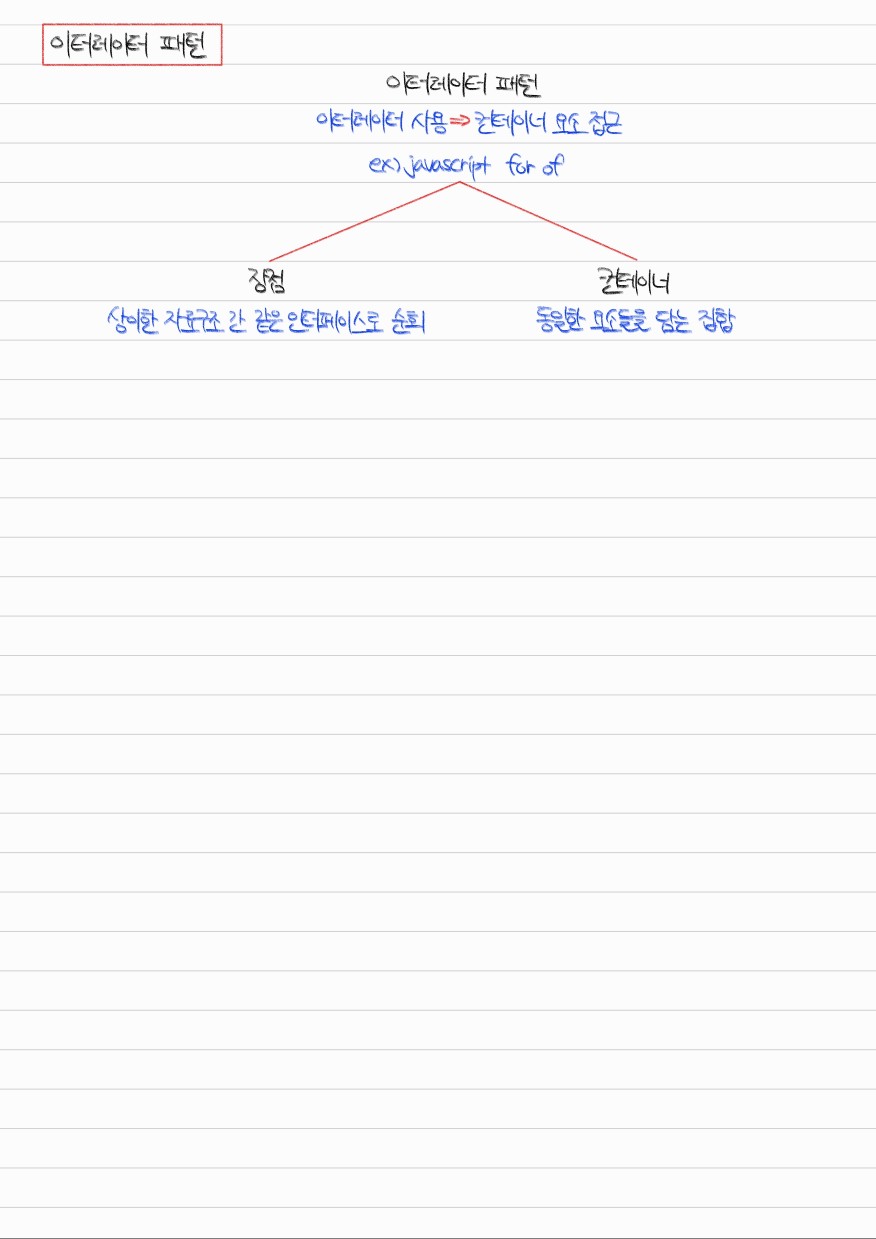 이터레이터 패턴
이터레이터 패턴
이터레이터 사용 ⇒ 컨테이너 요소 접근
ex) javascript for of
장점 컨테이너
상이한 자료구조 간 같은 인터페이스로 순회 동일한 요소들을 담는 집합